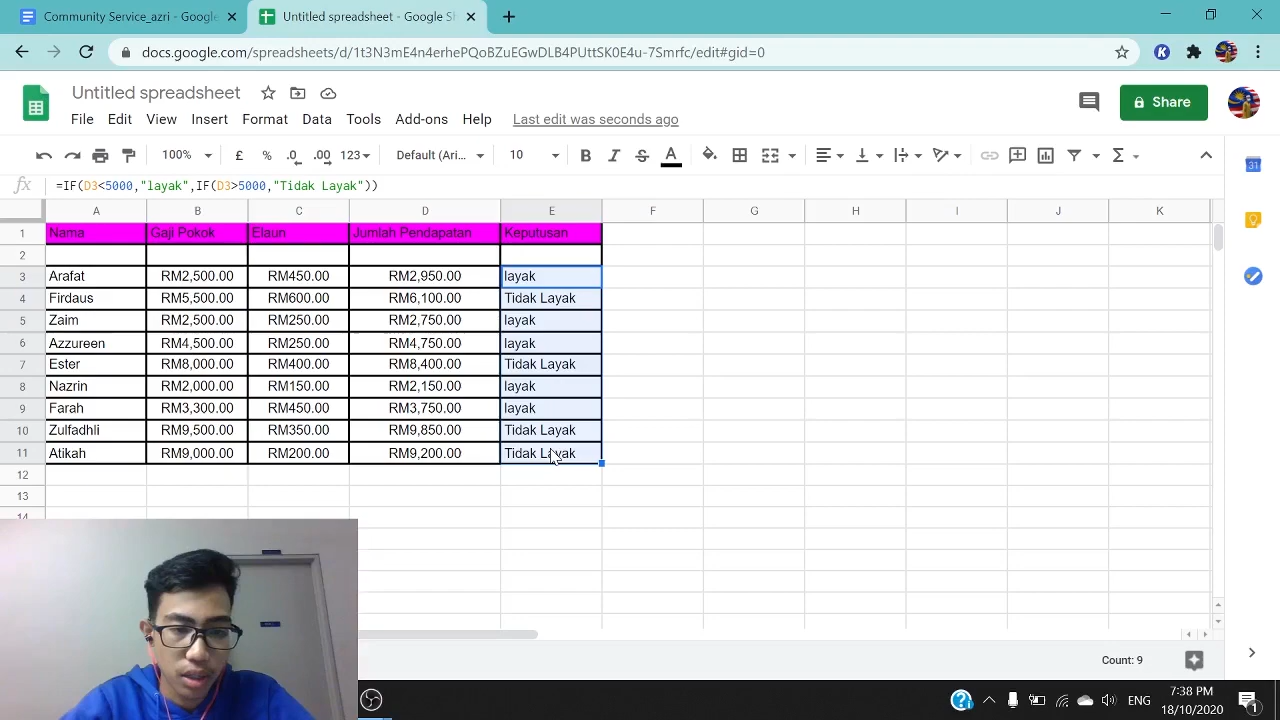 Community Service_azri - Google
Untitled spreadsheet - Google Sh
docs.google.com/spreadsheets/d/1t3N3mE4n4erhePQoBZuEGwDLB4PUttSK0E4u-7Smrfc/edit#gid=0
Untitled spreadsheet
Share
File Edit View Insert Format Data Tools Add-ons Help Last edit was seconds ago
100% £ % .0 .00 123 Default (Ari... 10 B I S A
fx =IF(D3<5000,"layak",IF(D3>5000,"Tidak Layak"))
A B C D E F G H I J K
1 Nama Gaji Pokok Elaun Jumlah Pendapatan Keputusan
2
3 Arafat RM2,500.00 RM450.00 RM2,950.00 layak
4 Firdaus RM5,500.00 RM600.00 RM6,100.00 Tidak Layak
5 Zaim RM2,500.00 RM250.00 RM2,750.00 layak
6 Azzureen RM4,500.00 RM250.00 RM4,750.00 layak
7 Ester RM8,000.00 RM400.00 RM8,400.00 Tidak Layak
8 Nazrin RM2,000.00 RM150.00 RM2,150.00 layak
9 Farah RM3,300.00 RM450.00 RM3,750.00 layak
10 Zulfadhli RM9,500.00 RM350.00 RM9,850.00 Tidak Layak
11 Atikah RM9,000.00 RM200.00 RM9,200.00 Tidak Layak
12
13
14
Count: 9
ENG
7:38 PM
18/10/2020